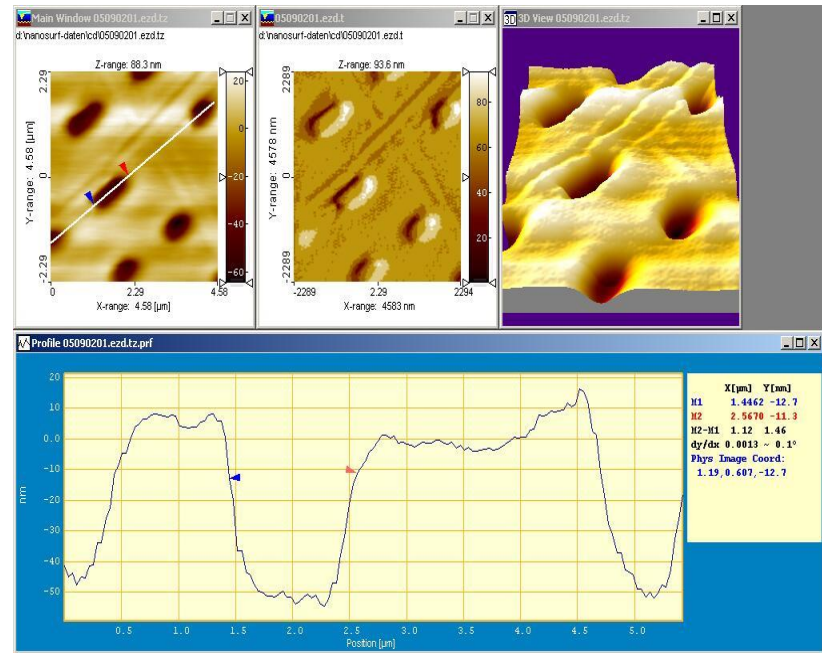 Main Window 05090201.ezd.tz
d:\nanosurf-daten\cd\05090201.ezd.tz
Z-range: 88.3 nm
2.29
0
-2.29
Y-range: 4.58 [µm]
0
2.29
4.58
X-range: 4.58 [µm]
20
0
-20
-40
-60
05090201.ezd.t
d:\nanosurf-daten\cd\05090201.ezd.t
Z-range: 93.6 nm
2289
0
-2289
Y-range: 4578 nm
-2289
2.29
2294
X-range: 4583 nm
80
60
40
20
3D View 05090201.ezd.tz
Profile 05090201.ezd.tz.prf
20
10
0.0
-10
-20
-30
-40
-50
nm
0.5
1.0
1.5
2.0
2.5
3.0
3.5
4.0
4.5
5.0
Position [µm]
X[µm] Y[nm]
M1 1.4462 -12.7
M2 2.5670 -11.3
M2-M1 1.12 1.46
dy/dx 0.0013 ~ 0.1°
Phys Image Coord:
1.19,0.607,-12.7